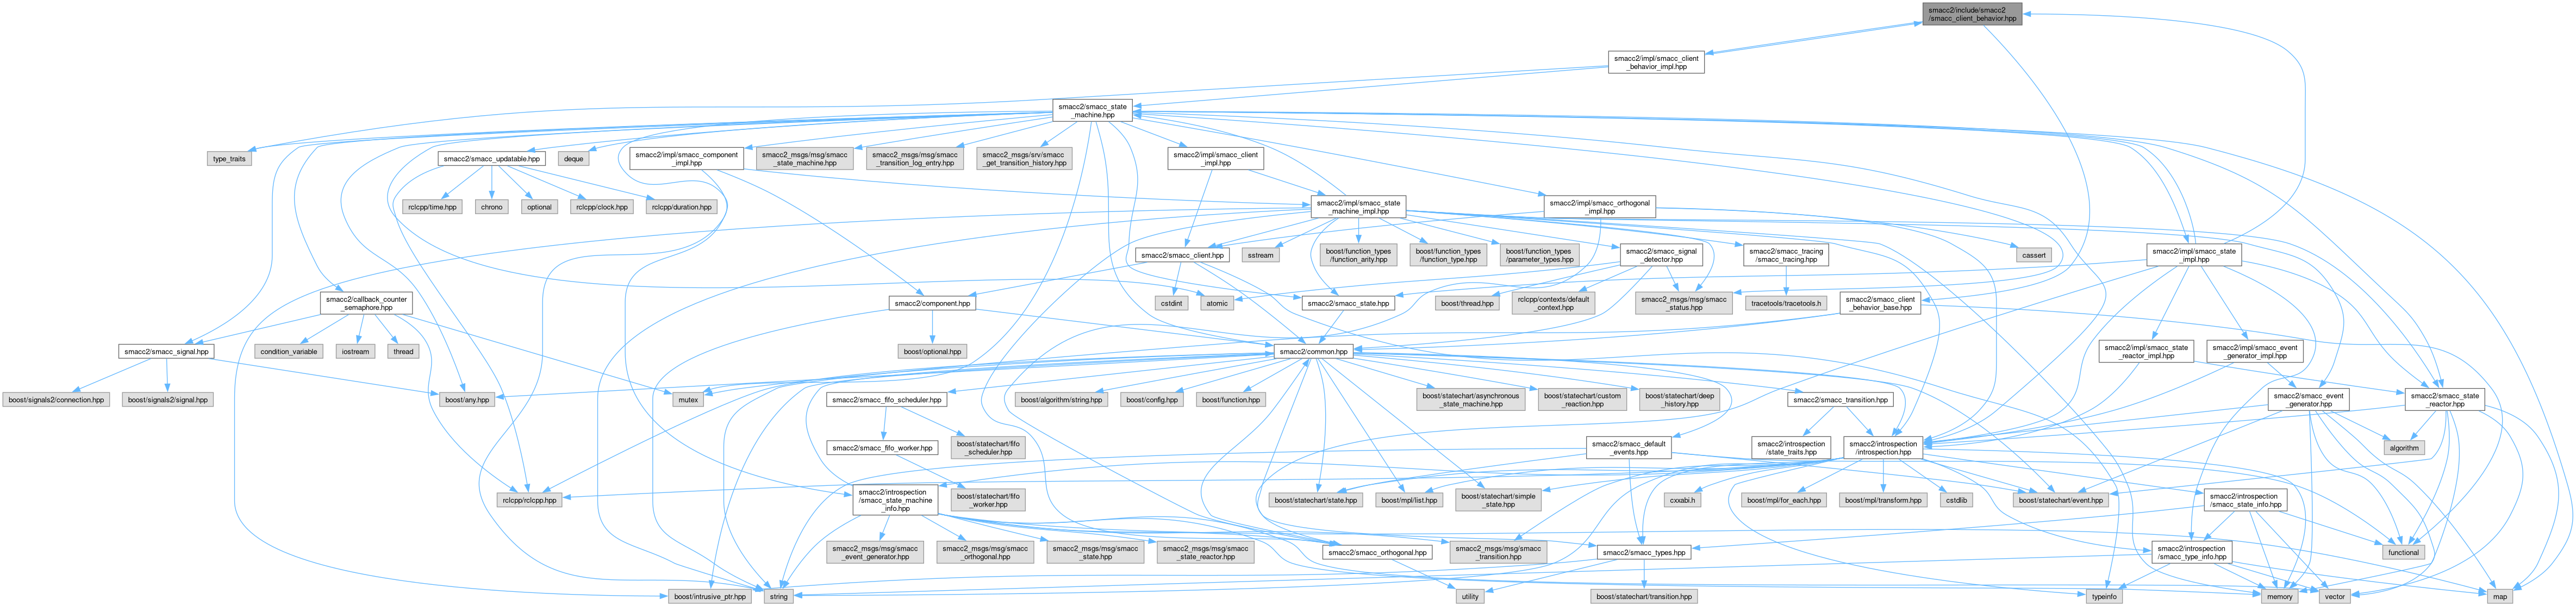 smacc2/include/smacc2
/smacc_client_behavior.hpp
smacc2/impl/smacc_client
_behavior_impl.hpp
smacc2/smacc_state
_machine.hpp
type_traits
smacc2/smacc_updatable.hpp
deque
smacc2/impl/smacc_component
_impl.hpp
smacc2_msgs/msg/smacc
_state_machine.hpp
smacc2_msgs/msg/smacc
_transition_log_entry.hpp
smacc2_msgs/srv/smacc
_get_transition_history.hpp
smacc2/impl/smacc_client
_impl.hpp
rclcpp/time.hpp
chrono
optional
rclcpp/clock.hpp
rclcpp/duration.hpp
smacc2/impl/smacc_state
_machine_impl.hpp
smacc2/impl/smacc_orthogonal
_impl.hpp
smacc2/smacc_client.hpp
sstream
boost/function_types
/function_arity.hpp
boost/function_types
/function_type.hpp
boost/function_types
/parameter_types.hpp
smacc2/smacc_signal
_detector.hpp
smacc2/smacc_tracing
/smacc_tracing.hpp
cassert
smacc2/impl/smacc_state
_impl.hpp
smacc2/callback_counter
_semaphore.hpp
smacc2/component.hpp
cstdint
atomic
smacc2/smacc_state.hpp
boost/thread.hpp
rclcpp/contexts/default
_context.hpp
smacc2_msgs/msg/smacc
_status.hpp
tracetools/tracetools.h
smacc2/smacc_client
_behavior_base.hpp
smacc2/smacc_signal.hpp
condition_variable
iostream
thread
boost/optional.hpp
smacc2/common.hpp
smacc2/impl/smacc_state
_reactor_impl.hpp
smacc2/impl/smacc_event
_generator_impl.hpp
boost/signals2/connection.hpp
boost/signals2/signal.hpp
boost/any.hpp
mutex
smacc2/smacc_fifo_scheduler.hpp
boost/algorithm/string.hpp
boost/config.hpp
boost/function.hpp
boost/statechart/asynchronous
_state_machine.hpp
boost/statechart/custom
_reaction.hpp
boost/statechart/deep
_history.hpp
smacc2/smacc_transition.hpp
smacc2/smacc_event
_generator.hpp
smacc2/smacc_state
_reactor.hpp
smacc2/smacc_fifo_worker.hpp
boost/statechart/fifo
_scheduler.hpp
smacc2/smacc_default
_events.hpp
smacc2/introspection
/state_traits.hpp
smacc2/introspection
/introspection.hpp
algorithm
rclcpp/rclcpp.hpp
smacc2/introspection
/smacc_state_machine
_info.hpp
boost/statechart/fifo
_worker.hpp
boost/statechart/state.hpp
boost/mpl/list.hpp
boost/statechart/simple
_state.hpp
cxxabi.h
boost/mpl/for_each.hpp
boost/mpl/transform.hpp
cstdlib
boost/statechart/event.hpp
smacc2/introspection
/smacc_state_info.hpp
smacc2_msgs/msg/smacc
_event_generator.hpp
smacc2_msgs/msg/smacc
_orthogonal.hpp
smacc2_msgs/msg/smacc
_state.hpp
smacc2_msgs/msg/smacc
_state_reactor.hpp
smacc2/smacc_orthogonal.hpp
smacc2_msgs/msg/smacc
_transition.hpp
smacc2/smacc_types.hpp
smacc2/introspection
/smacc_type_info.hpp
functional
boost/intrusive_ptr.hpp
string
utility
boost/statechart/transition.hpp
typeinfo
memory
vector
map